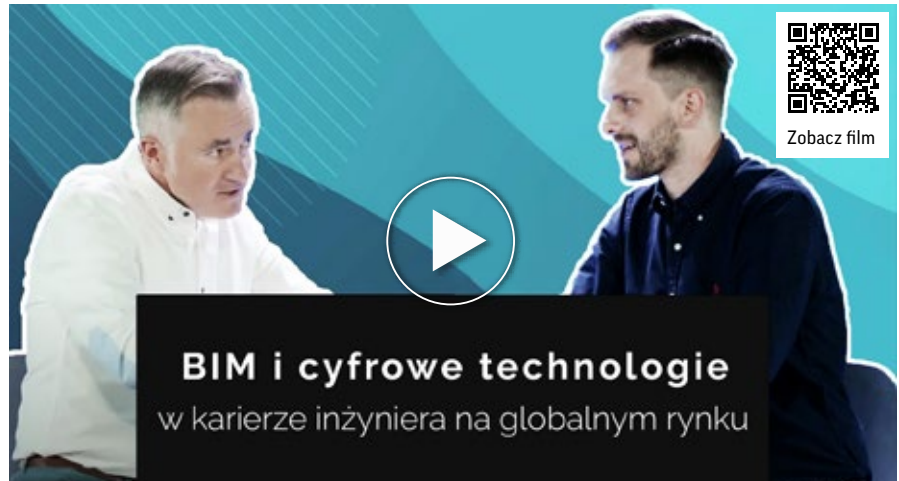 Zobacz film
BIM i cyfrowe technologie
w karierze inżyniera na globalnym rynku